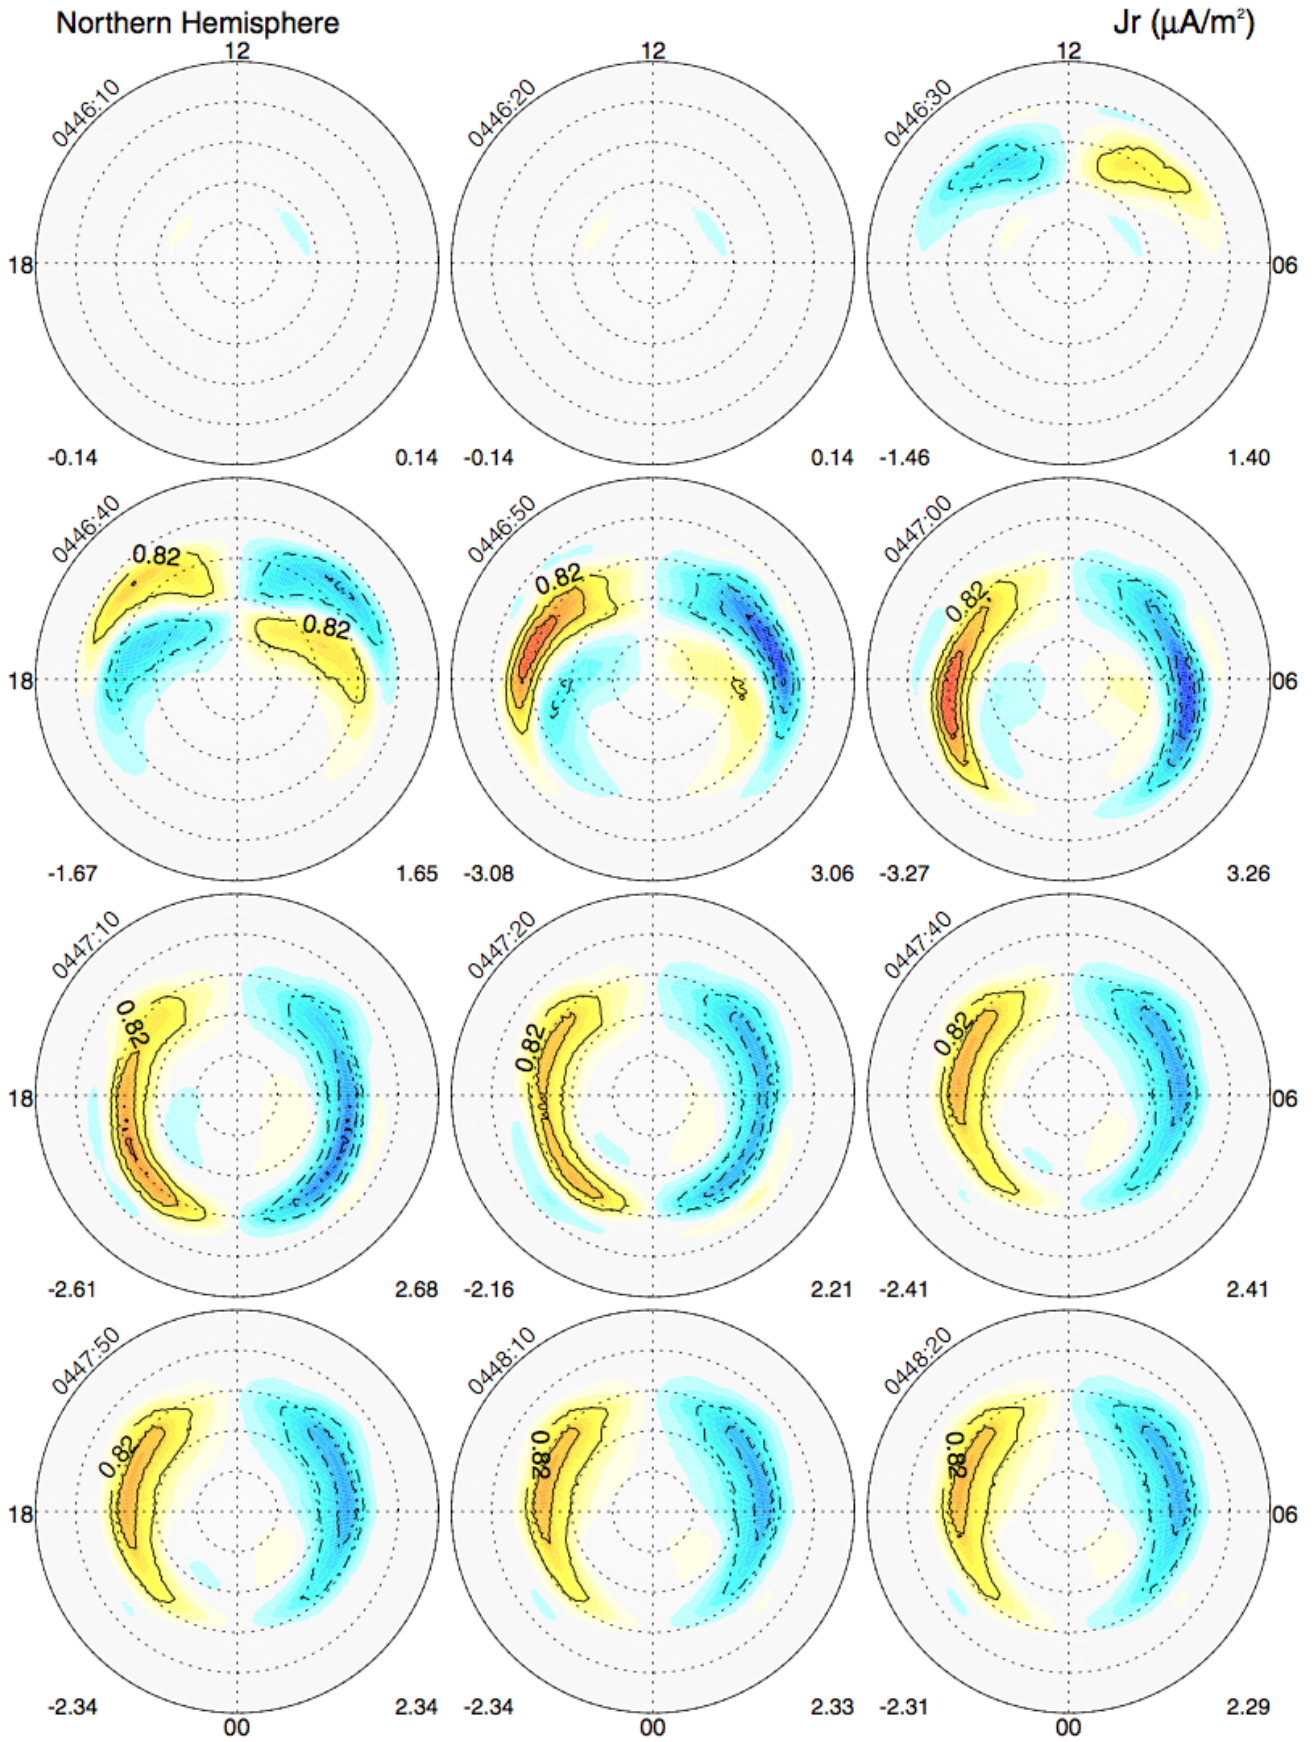 Northern Hemisphere Jr (μA/m²)
12 12 12
0446:10 0446:20 0446:30
18 06
-0.14 0.14 -0.14 0.14 -1.46 1.40
0446:40 0446:50 0447:00
0.82 0.82 0.82 0.82
18 06
-1.67 1.65 -3.08 3.06 -3.27 3.26
0447:10 0447:20 0447:40
0.82 0.82 0.82
18 06
-2.61 2.68 -2.16 2.21 -2.41 2.41
0447:50 0448:10 0448:20
0.82 0.82 0.82
18 06
-2.34 2.34 -2.34 2.33 -2.31 2.29
00 00